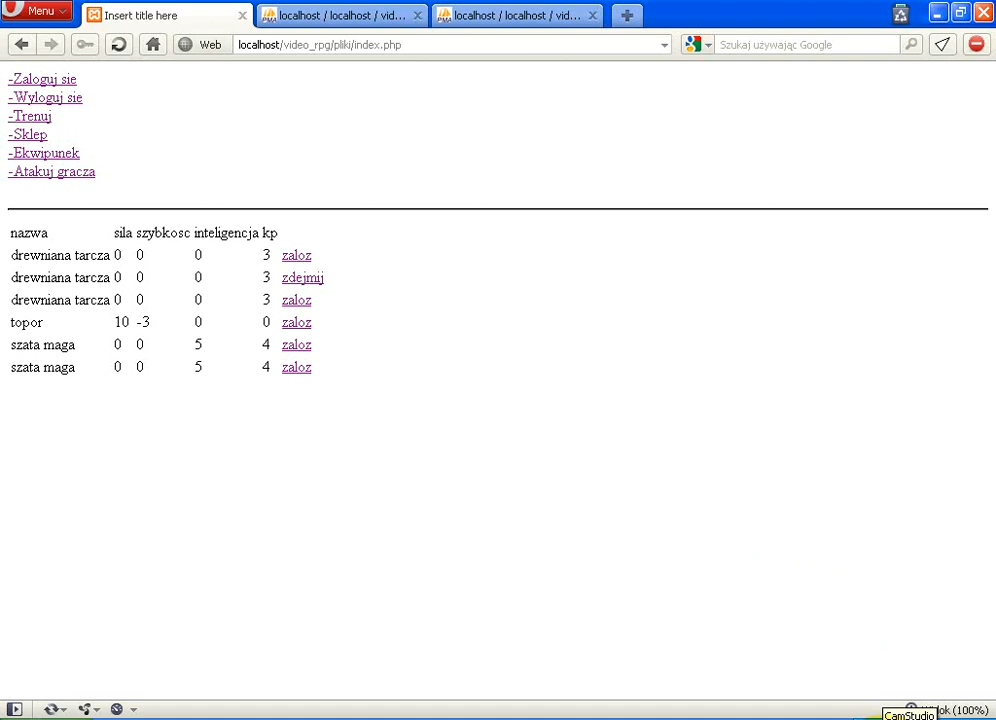 Menu
Insert title here
localhost / localhost / vid...
localhost / localhost / vid...
Web
localhost/video_rpg/pliki/index.php
Szukaj używając Google
-Zaloguj sie
-Wyloguj sie
-Trenuj
-Sklep
-Ekwipunek
-Atakuj gracza
nazwa sila szybkosc inteligencja kp
drewniana tarcza 0 0 0 3 zaloz
drewniana tarcza 0 0 0 3 zdejmij
drewniana tarcza 0 0 0 3 zaloz
topor 10 -3 0 0 zaloz
szata maga 0 0 5 4 zaloz
szata maga 0 0 5 4 zaloz
CamStudio
(100%)